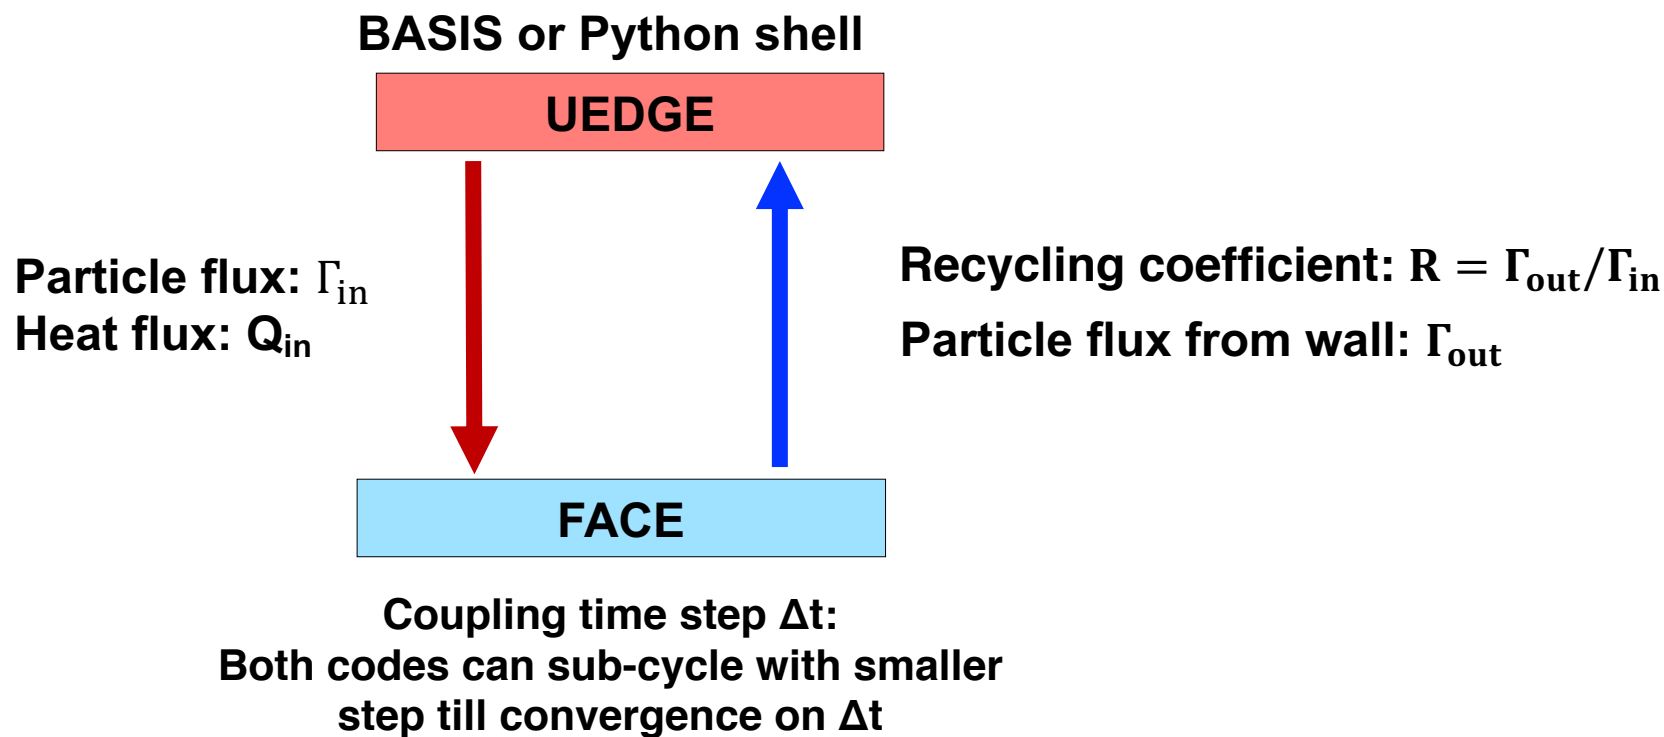 BASIS or Python shell
UEDGE
Particle flux: Γin
Heat flux: Qin
Recycling coefficient: R = Γout/Γin
Particle flux from wall: Γout
FACE
Coupling time step Δt:
Both codes can sub-cycle with smaller
step till convergence on Δt